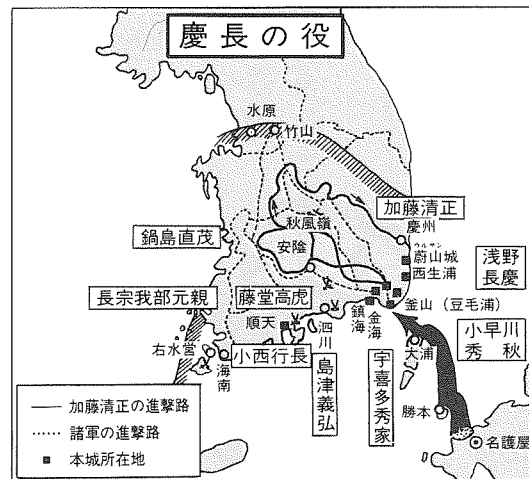 慶長の役
水原
竹山
加藤清正
慶州
秋風嶺
鍋島直茂
安陰
ウルサン
蔚山城
西生浦
浅野
長慶
長宗我部元親
藤堂高虎
釜山（豆毛浦）
鎮海
金海
順天
泗川
小早川
秀秋
大浦
右水営
海南
小西行長
島津義弘
宇喜多秀家
勝本
名護屋
加藤清正の進撃路
諸軍の進撃路
本城所在地